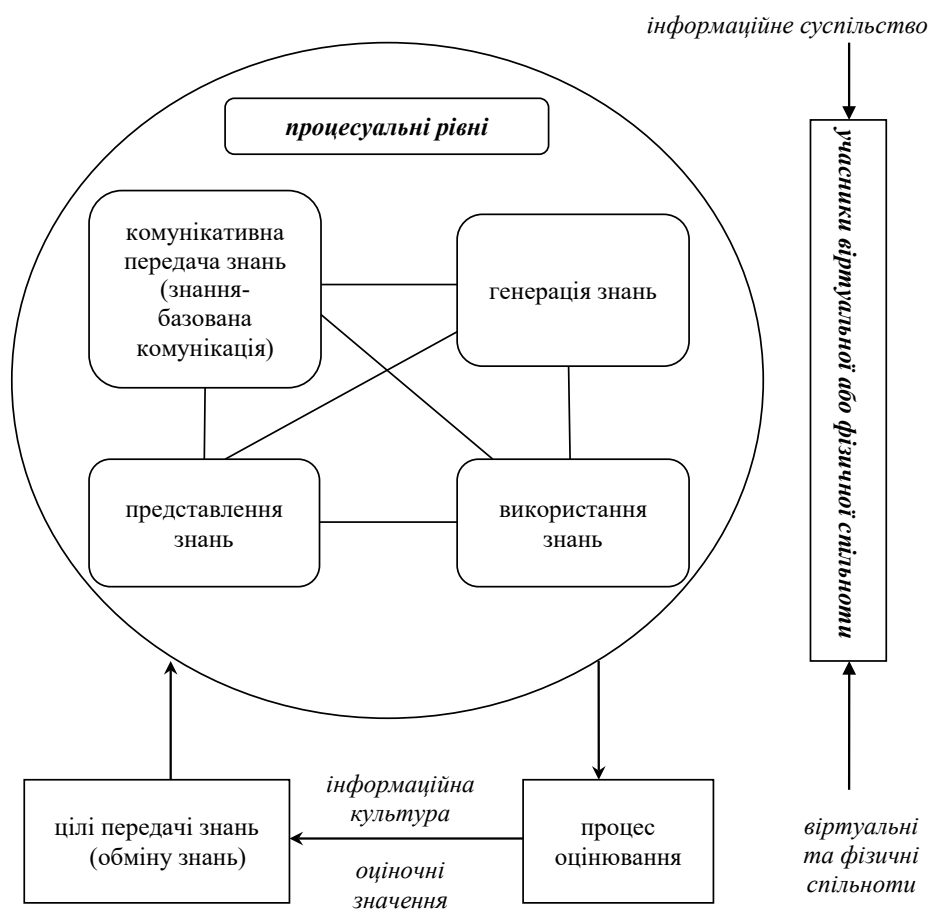 інформаційне суспільство
процесуальні рівні
комунікативна
передача знань
(знання-
базована
комунікація)
генерація знань
представлення
знань
використання
знань
учасники віртуальної або фізичної спільноти
цілі передачі знань
(обміну знань)
інформаційна
культура
оціночні
значення
процес
оцінювання
віртуальні
та фізичні
спільноти